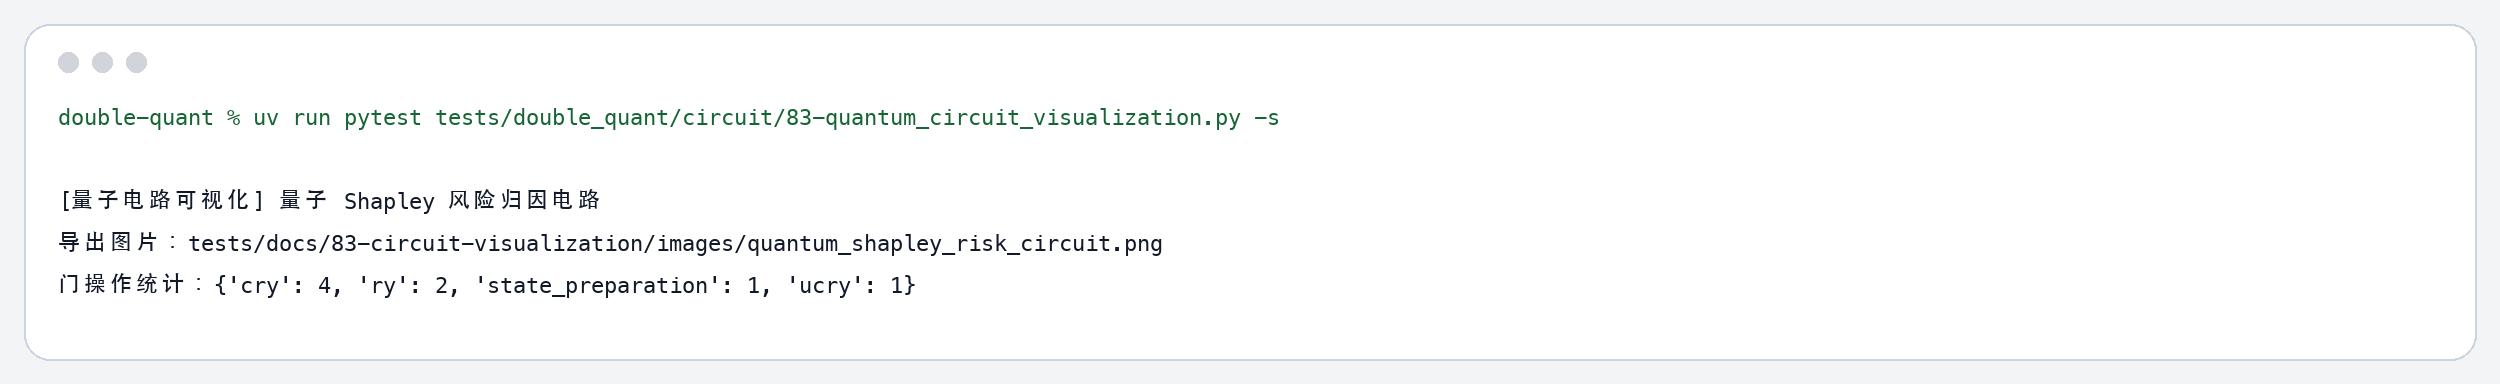 double-quant % uv run pytest tests/double_quant/circuit/83-quantum_circuit_visualization.py -s
[量子电路可视化] 量子 Shapley 风险归因电路
导出图片：tests/docs/83-circuit-visualization/images/quantum_shapley_risk_circuit.png
门操作统计：{'cry': 4, 'ry': 2, 'state_preparation': 1, 'ucry': 1}